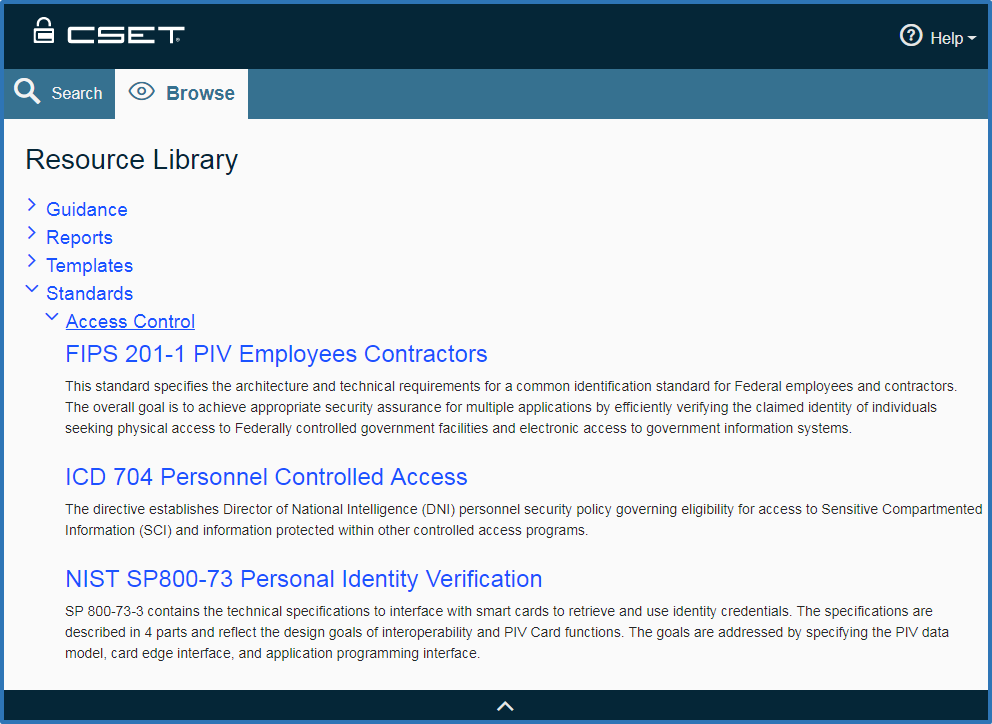 CSET
Help
Search
Browse
Resource Library
Guidance
Reports
Templates
Standards
Access Control
FIPS 201-1 PIV Employees Contractors
This standard specifies the architecture and technical requirements for a common identification standard for Federal employees and contractors.
The overall goal is to achieve appropriate security assurance for multiple applications by efficiently verifying the claimed identity of individuals
seeking physical access to Federally controlled government facilities and electronic access to government information systems.
ICD 704 Personnel Controlled Access
The directive establishes Director of National Intelligence (DNI) personnel security policy governing eligibility for access to Sensitive Compartmented
Information (SCI) and information protected within other controlled access programs.
NIST SP800-73 Personal Identity Verification
SP 800-73-3 contains the technical specifications to interface with smart cards to retrieve and use identity credentials. The specifications are
described in 4 parts and reflect the design goals of interoperability and PIV Card functions. The goals are addressed by specifying the PIV data
model, card edge interface, and application programming interface.